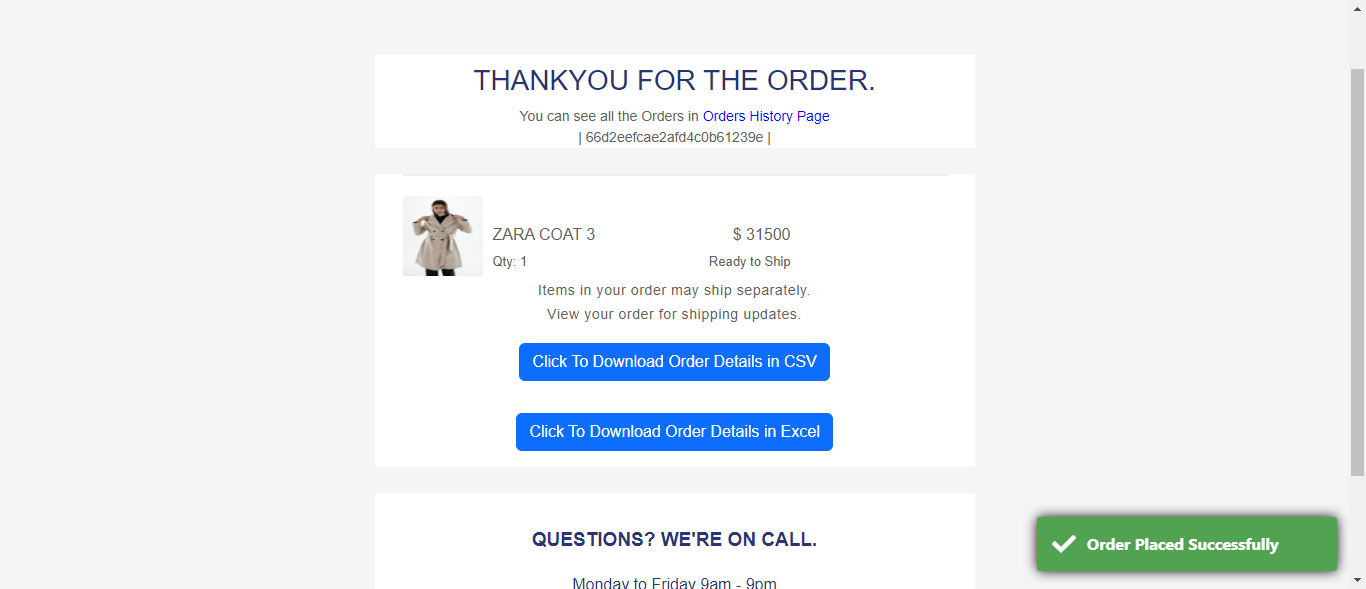 THANKYOU FOR THE ORDER.
You can see all the Orders in Orders History Page
| 66d2eefcae2afd4c0b61239e |
ZARA COAT 3 $ 31500
Qty: 1 Ready to Ship
Items in your order may ship separately.
View your order for shipping updates.
Click To Download Order Details in CSV
Click To Download Order Details in Excel
QUESTIONS? WE'RE ON CALL.
Order Placed Successfully
Monday to Friday 9am - 9pm